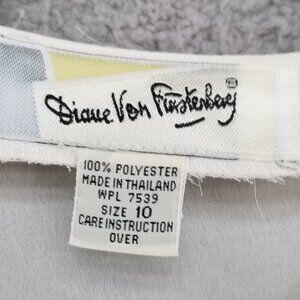 Diane Von Furstenberg
100% POLYESTER
MADE IN THAILAND
WPL 7539
SIZE 10
CARE INSTRUCTION
OVER